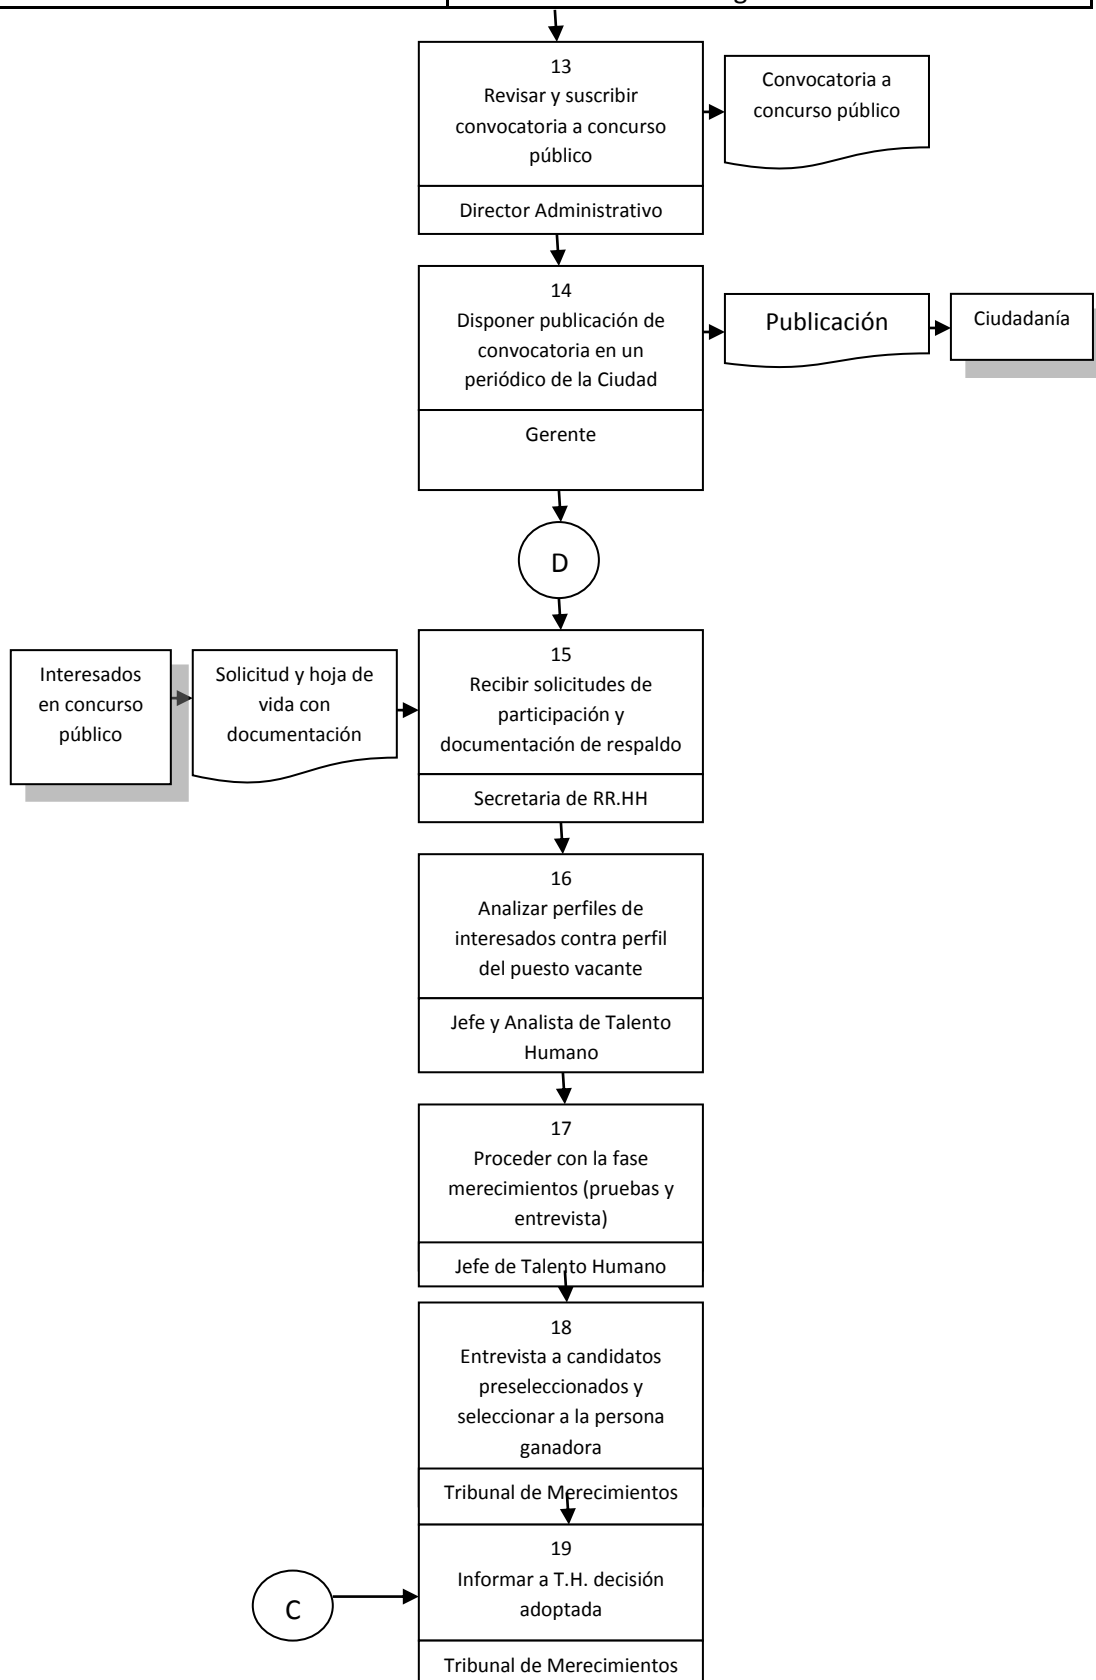 13
Revisar y suscribir
convocatoria a concurso
público
Director Administrativo
Convocatoria a
concurso público
14
Disponer publicación de
convocatoria en un
periódico de la Ciudad
Gerente
Publicación
Ciudadanía
D
Interesados
en concurso
público
Solicitud y hoja de
vida con
documentación
15
Recibir solicitudes de
participación y
documentación de respaldo
Secretaria de RR.HH
16
Analizar perfiles de
interesados contra perfil
del puesto vacante
Jefe y Analista de Talento
Humano
17
Proceder con la fase
merecimientos (pruebas y
entrevista)
Jefe de Talento Humano
18
Entrevista a candidatos
preseleccionados y
seleccionar a la persona
ganadora
Tribunal de Merecimientos
19
Informar a T.H. decisión
adoptada
C
Tribunal de Merecimientos